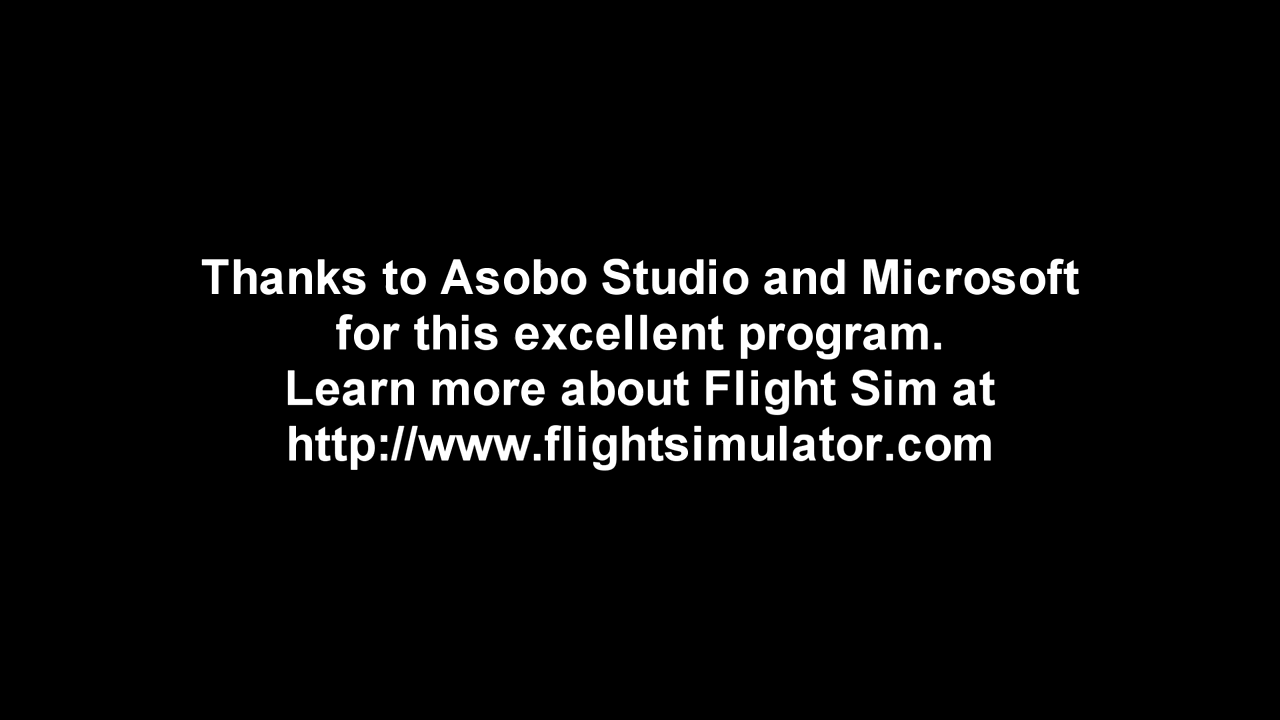 Thanks to Asobo Studio and Microsoft
for this excellent program.
Learn more about Flight Sim at
http://www.flightsimulator.com